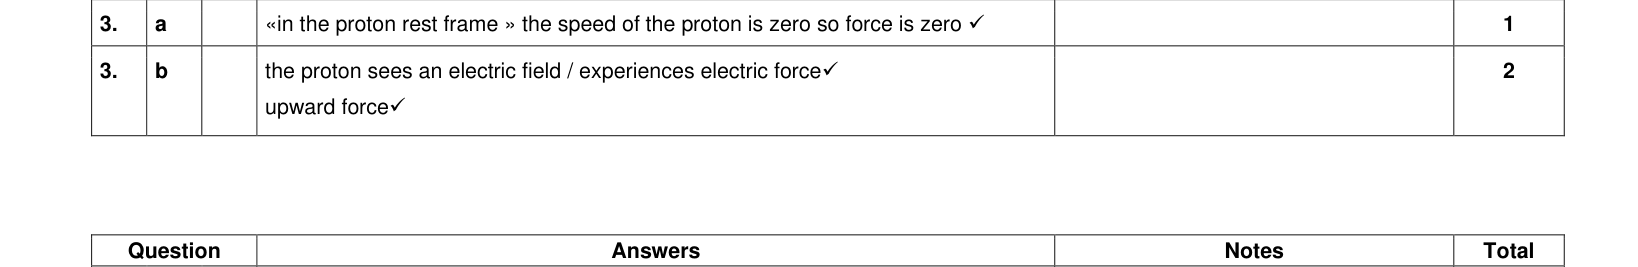 3. a «in the proton rest frame » the speed of the proton is zero so force is zero ✓ 1
3. b the proton sees an electric field / experiences electric force✓ 2
upward force✓
Question Answers Notes Total